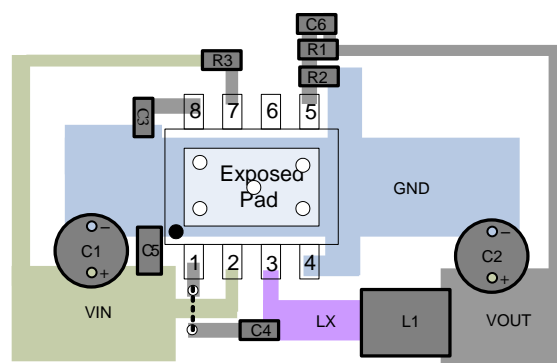 C6
R1
R3
R2
8 7 6 5
C3
Exposed
Pad
GND
−
C1
+
C5
−
C2
+
1 2 3 4
VIN
C4
LX
L1
VOUT